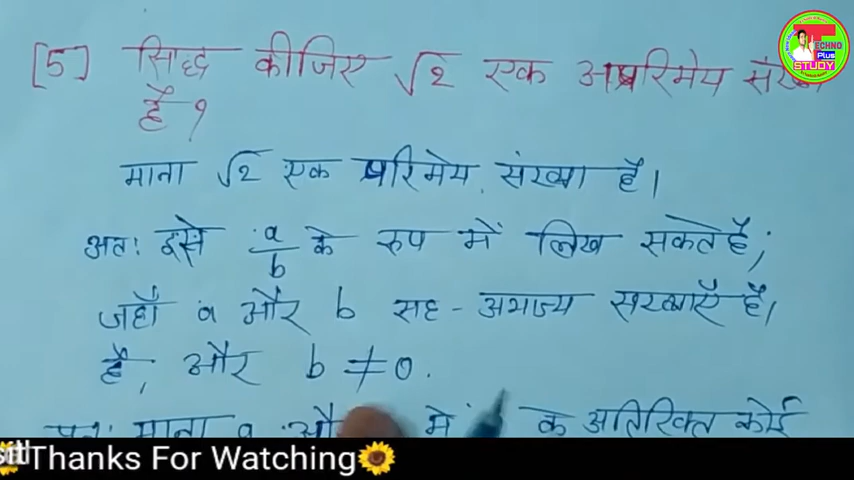 [5] सिद्ध कीजिए √2 एक अपरिमेय
है ?
माना √2 एक परिमेय संख्या है।
अतः इसे a/b के रुप में लिख सकते है;
जहाँ a और b सह - अभाज्य संख्याएँ है।
है, और b ≠ 0.
माना a में के अतिरिक्त कोई
Thanks For Watching
TECHNO
Plus
STUDY